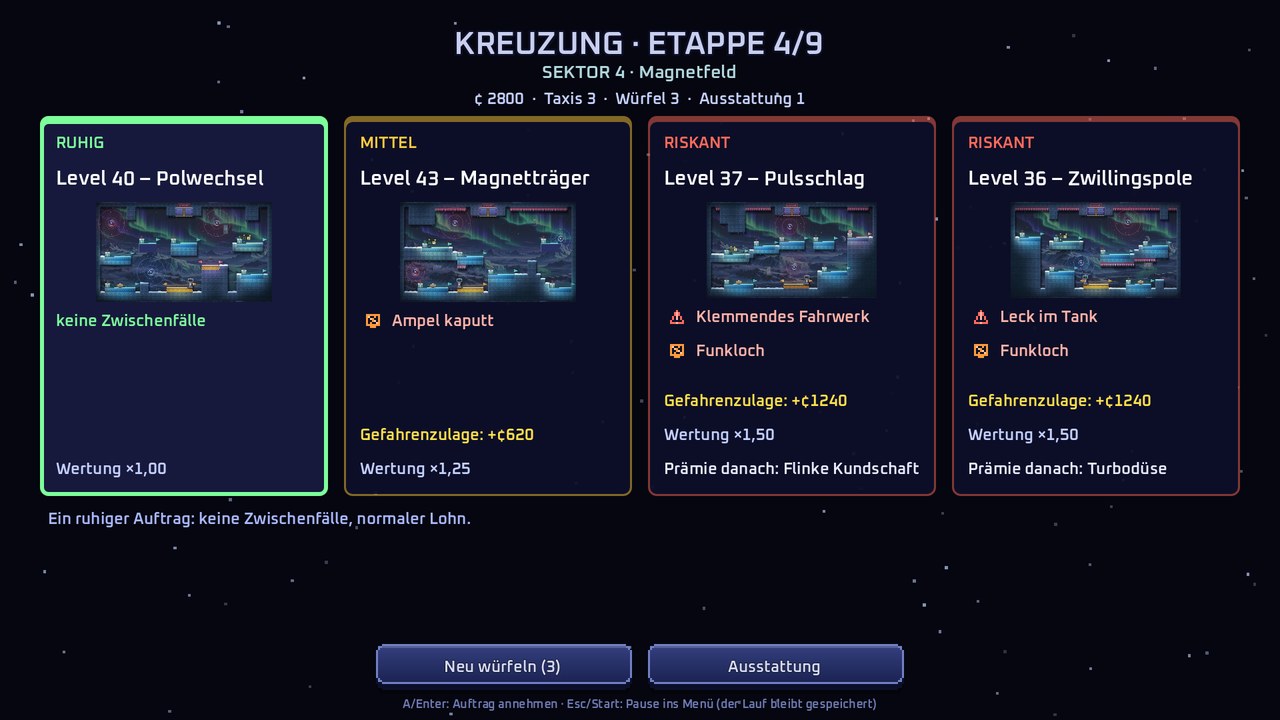 KREUZUNG · ETAPPE 4/9
SEKTOR 4 · Magnetfeld
¢ 2800 · Taxis 3 · Würfel 3 · Ausstattung 1
RUHIG
Level 40 – Polwechsel
keine Zwischenfälle
Wertung ×1,00
MITTEL
Level 43 – Magnetträger
Ampel kaputt
Gefahrenzulage: +¢620
Wertung ×1,25
RISKANT
Level 37 – Pulsschlag
Klemmendes Fahrwerk
Funkloch
Gefahrenzulage: +¢1240
Wertung ×1,50
Prämie danach: Flinke Kundschaft
RISKANT
Level 36 – Zwillingspole
Leck im Tank
Funkloch
Gefahrenzulage: +¢1240
Wertung ×1,50
Prämie danach: Turbodüse
Ein ruhiger Auftrag: keine Zwischenfälle, normaler Lohn.
Neu würfeln (3)
Ausstattung
A/Enter: Auftrag annehmen · Esc/Start: Pause ins Menü (der Lauf bleibt gespeichert)